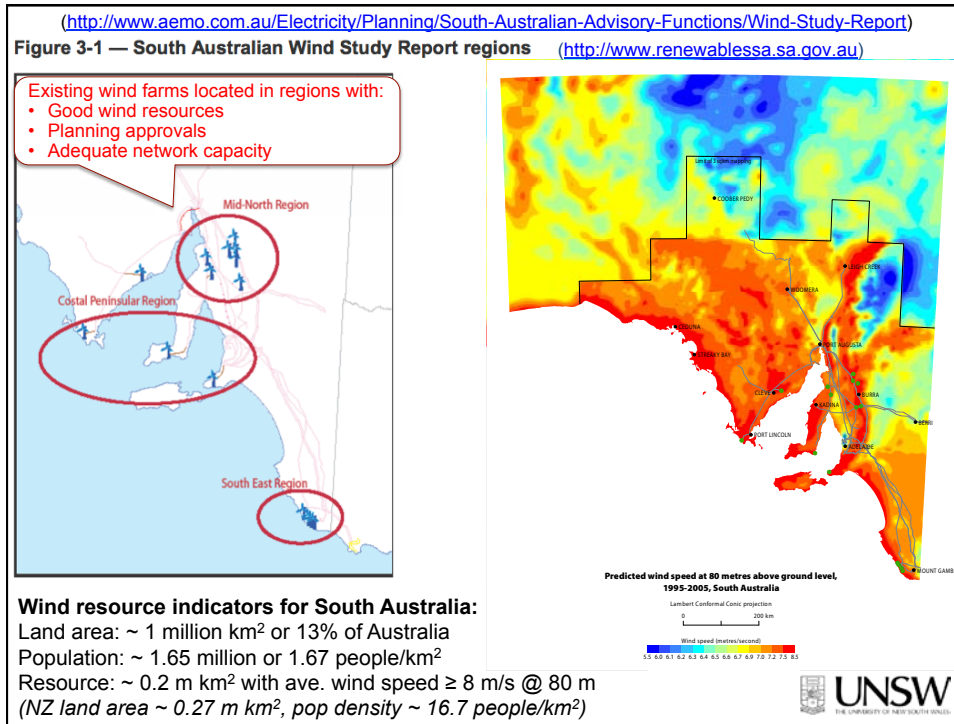 (http://www.aemo.com.au/Electricity/Planning/South-Australian-Advisory-Functions/Wind-Study-Report)
Figure 3-1 — South Australian Wind Study Report regions (http://www.renewablessa.sa.gov.au)
Existing wind farms located in regions with:
• Good wind resources
• Planning approvals
• Adequate network capacity
Mid-North Region
Costal Peninsular Region
South East Region
Limit of 3 km mapping
COOBER PEDY
LEIGH CREEK
WOOMERA
CEDUNA
PORT AUGUSTA
STREAKY BAY
CLEVE
BURRA
KADINA
BERRI
PORT LINCOLN
ADELAIDE
MOUNT GAMBI
Predicted wind speed at 80 metres above ground level,
1995-2005, South Australia
Lambert Conformal Conic projection
0 200 km
Wind speed (metres/second)
5.5 6.0 6.1 6.2 6.3 6.4 6.5 6.6 6.7 6.8 6.9 7.0 7.2 7.5 8.5
Wind resource indicators for South Australia:
Land area: ~ 1 million km² or 13% of Australia
Population: ~ 1.65 million or 1.67 people/km²
Resource: ~ 0.2 m km² with ave. wind speed ≥ 8 m/s @ 80 m
(NZ land area ~ 0.27 m km², pop density ~ 16.7 people/km²)
UNSW
THE UNIVERSITY OF NEW SOUTH WALES